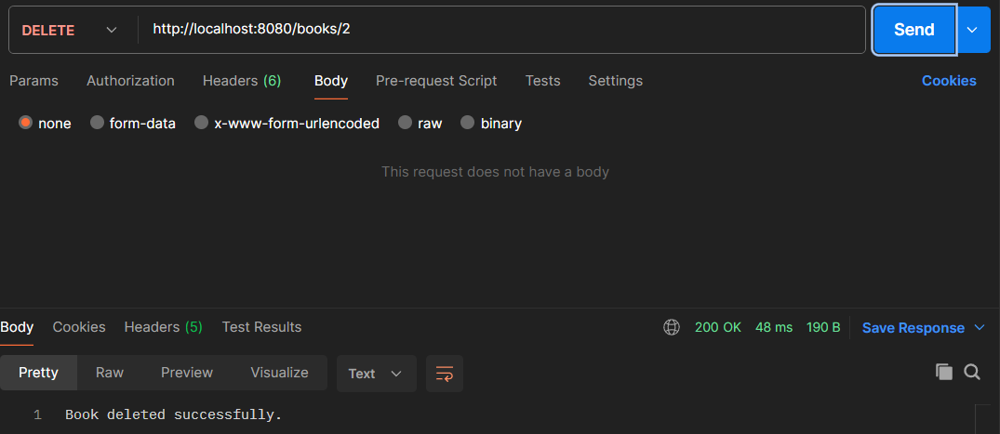 DELETE http://localhost:8080/books/2 Send
Params Authorization Headers (6) Body Pre-request Script Tests Settings Cookies
none form-data x-www-form-urlencoded raw binary
This request does not have a body
Body Cookies Headers (5) Test Results 200 OK 48 ms 190 B Save Response
Pretty Raw Preview Visualize Text
1 Book deleted successfully.